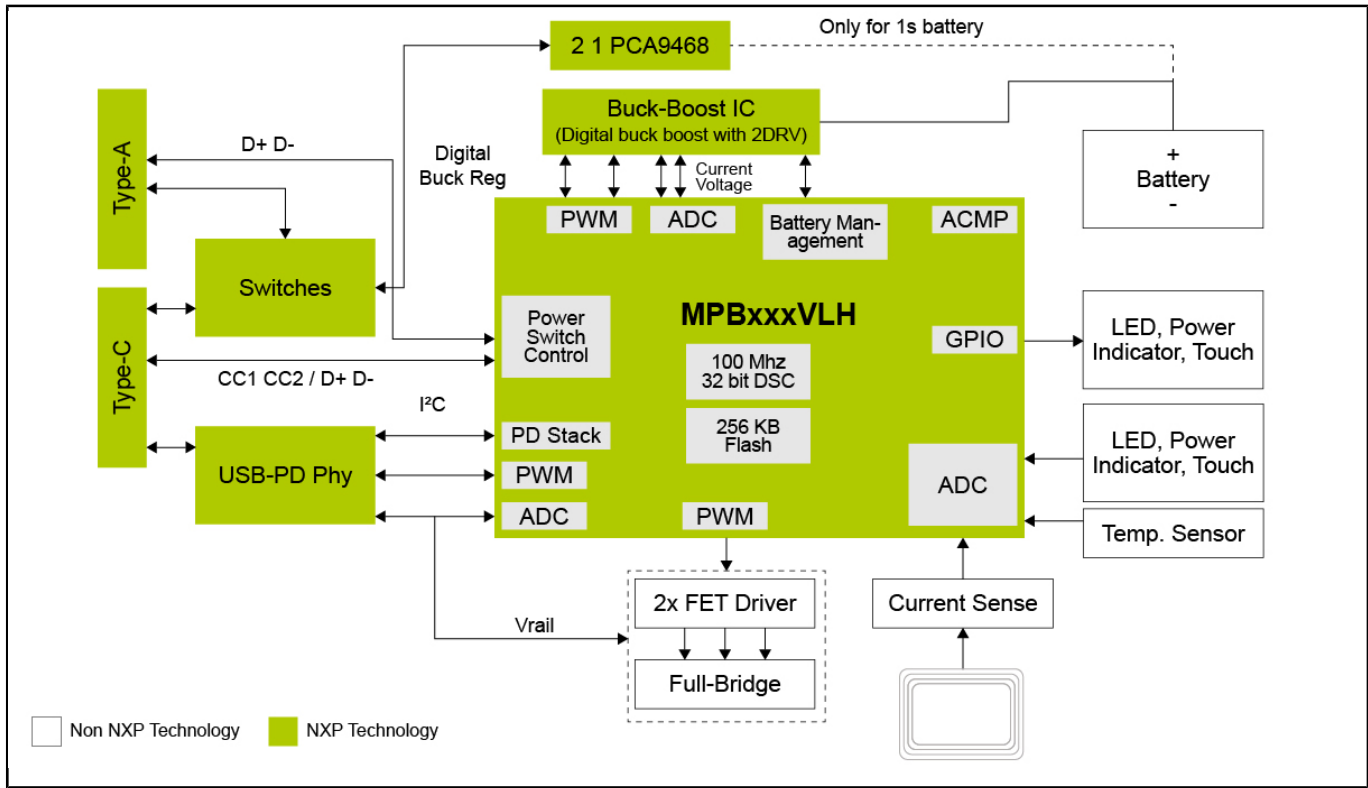 Only for 1s battery
2 1 PCA9468
Buck-Boost IC
(Digital buck boost with 2DRV)
Type-A
D+ D-
Digital
Buck Reg
Current
Voltage
+
Battery
-
PWM
ADC
Battery Man-
agement
ACMP
Switches
MPBxxxVLH
Power
Switch
Control
GPIO
LED, Power
Indicator, Touch
100 Mhz
32 bit DSC
Type-C
CC1 CC2 / D+ D-
I²C
256 KB
Flash
PD Stack
USB-PD Phy
PWM
ADC
PWM
ADC
LED, Power
Indicator, Touch
Temp. Sensor
2x FET Driver
Current Sense
Vrail
Full-Bridge
Non NXP Technology
NXP Technology